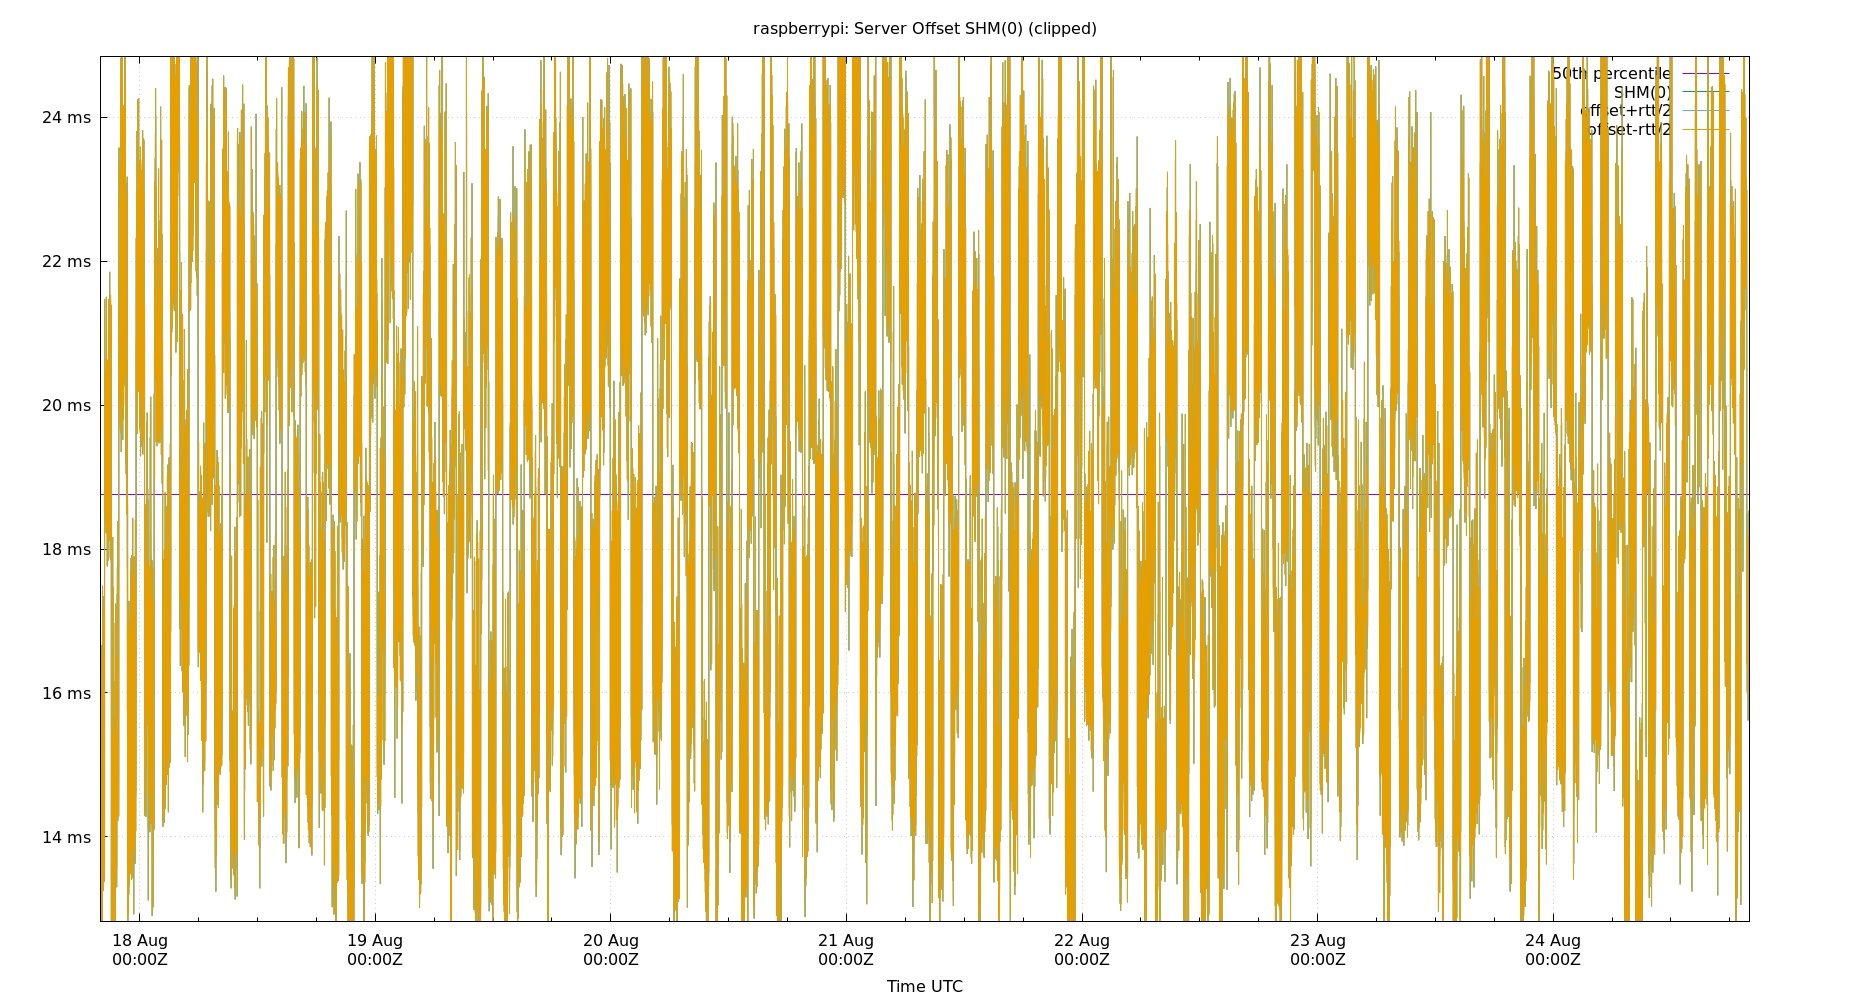 raspberrypi: Server Offset SHM(0) (clipped)
50th percentile
SHM(0)
offset+rtt/2
offset-rtt/2
24 ms
22 ms
20 ms
18 ms
16 ms
14 ms
18 Aug
00:00Z
19 Aug
00:00Z
20 Aug
00:00Z
21 Aug
00:00Z
22 Aug
00:00Z
23 Aug
00:00Z
24 Aug
00:00Z
Time UTC